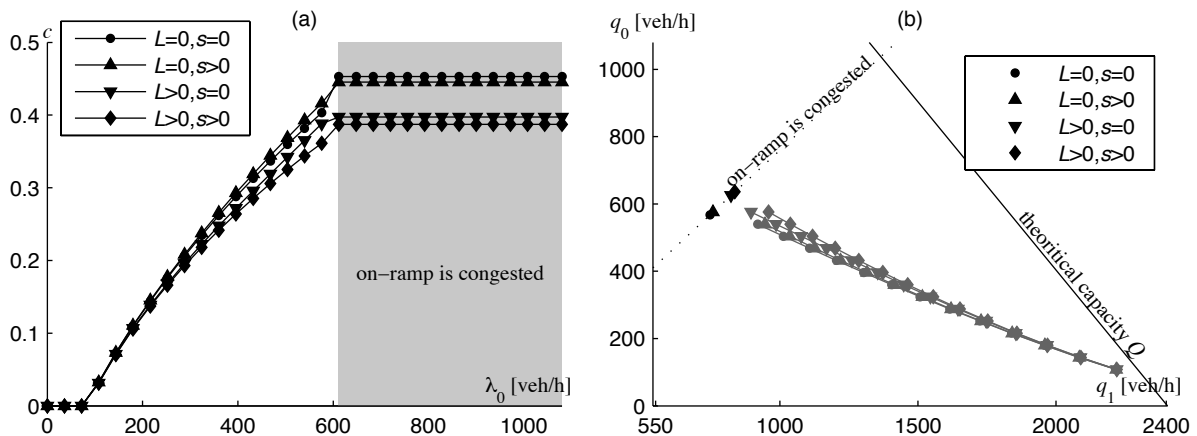 (a)
c
L=0,s=0
L=0,s>0
L>0,s=0
L>0,s>0
0.5
0.4
0.3
0.2
0.1
0
on−ramp is congested
λ0 [veh/h]
0 200 400 600 800 1000
(b)
q0 [veh/h]
L=0,s=0
L=0,s>0
L>0,s=0
L>0,s>0
1000
800
600
400
200
0
on−ramp is congested
theoritical capacity Q
q1 [veh/h]
550 1000 1500 2000 2400